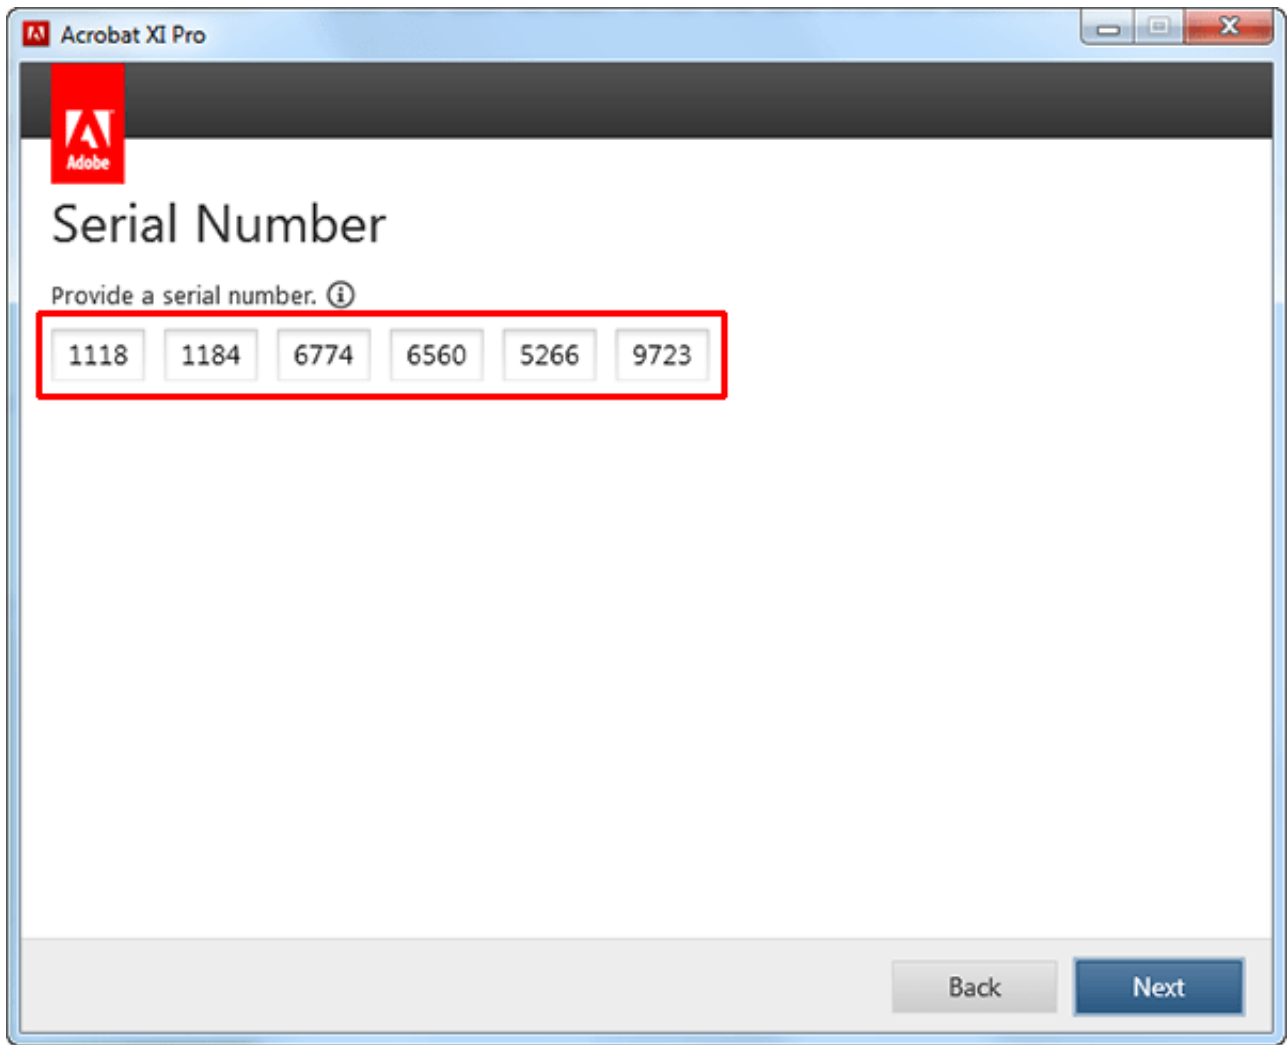 Acrobat XI Pro
Adobe
Serial Number
Provide a serial number.
1118 1184 6774 6560 5266 9723
Back Next